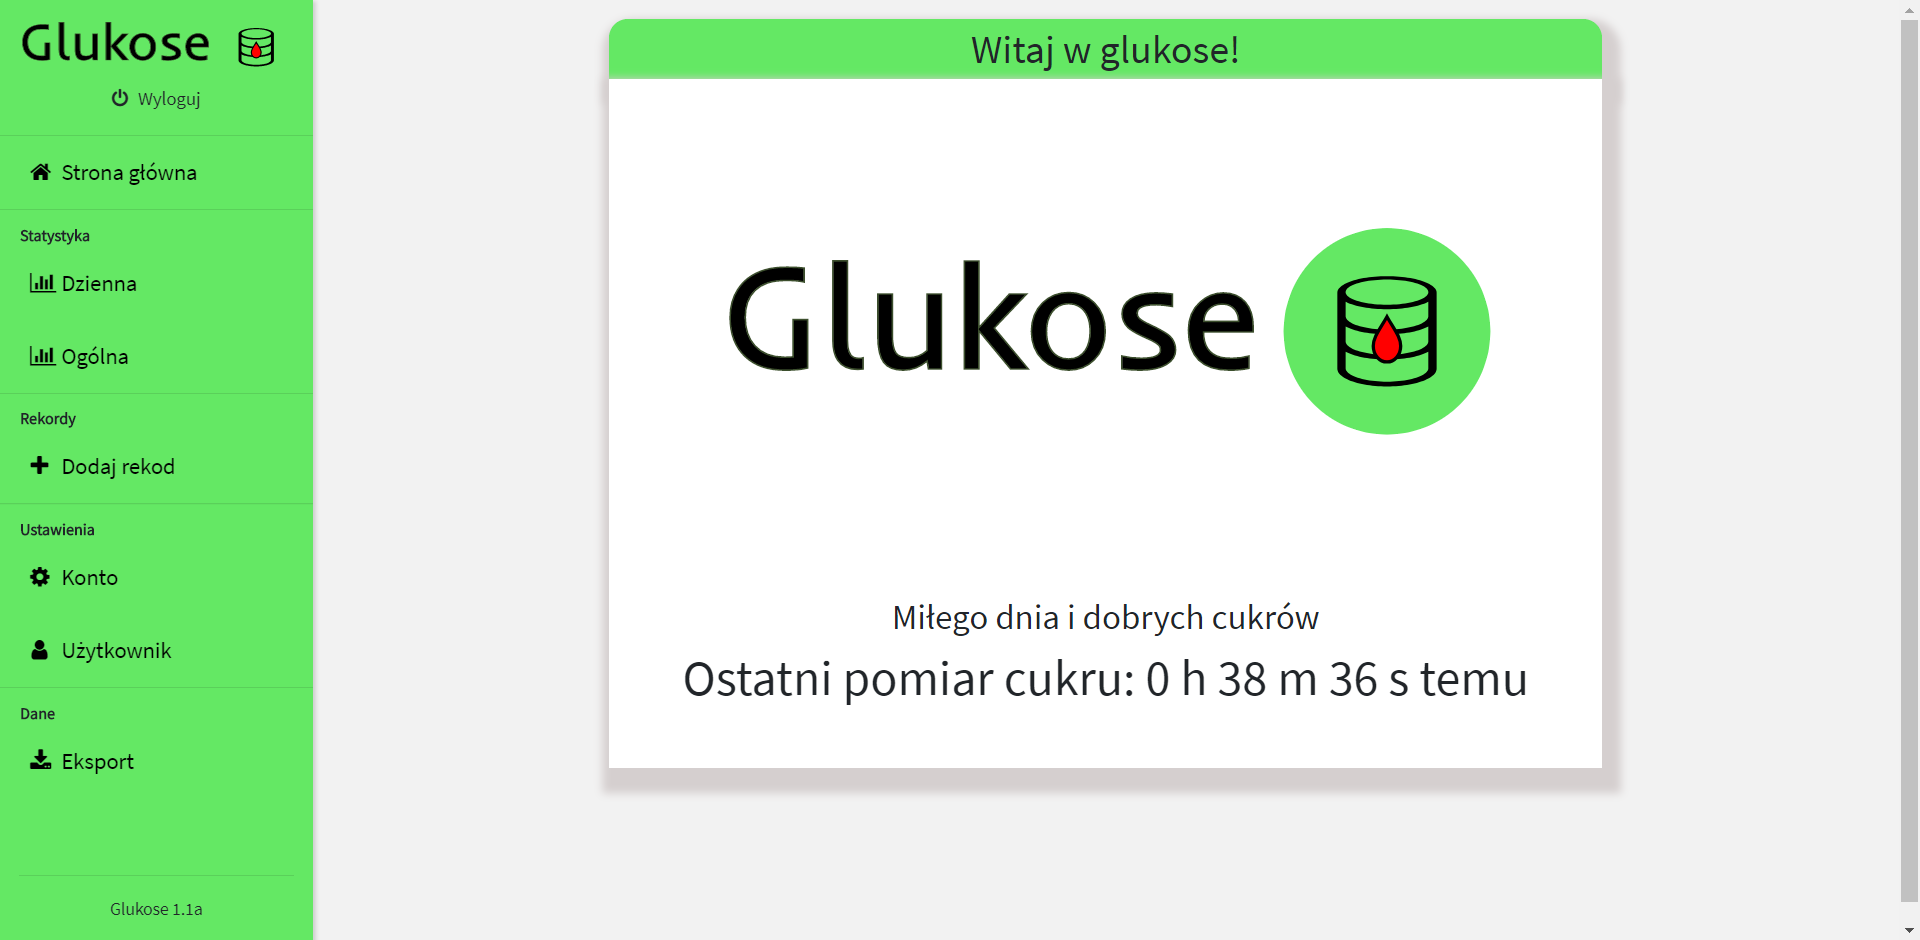 Glukose
Wyloguj
Strona główna
Statystyka
Dzienna
Ogólna
Rekordy
Dodaj rekod
Ustawienia
Konto
Użytkownik
Dane
Eksport
Glukose 1.1a
Witaj w glukose!
Glukose
Miłego dnia i dobrych cukrów
Ostatni pomiar cukru: 0 h 38 m 36 s temu